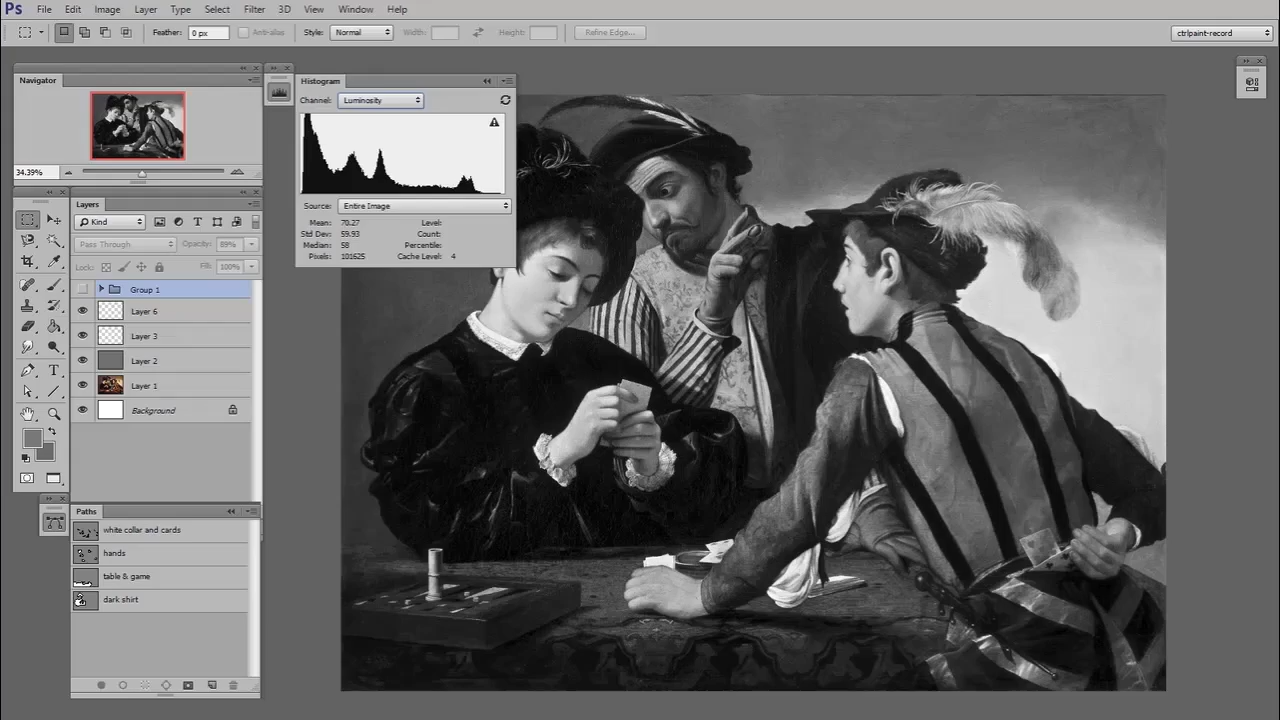 Ps File Edit Image Layer Type Select Filter 3D View Window Help
Feather: 0 px Anti-alias Style: Normal Width: Height: Refine Edge... ctrlpaint-record
Navigator
34.39%
Histogram
Channel: Luminosity
Source: Entire Image
Mean: 70.27 Level:
Std Dev: 59.93 Count:
Median: 58 Percentile:
Pixels: 101625 Cache Level: 4
Layers
Kind
Pass Through Opacity: 89%
Lock: Fill: 100%
Group 1
Layer 6
Layer 3
Layer 2
Layer 1
Background
Paths
white collar and cards
hands
table & game
dark shirt